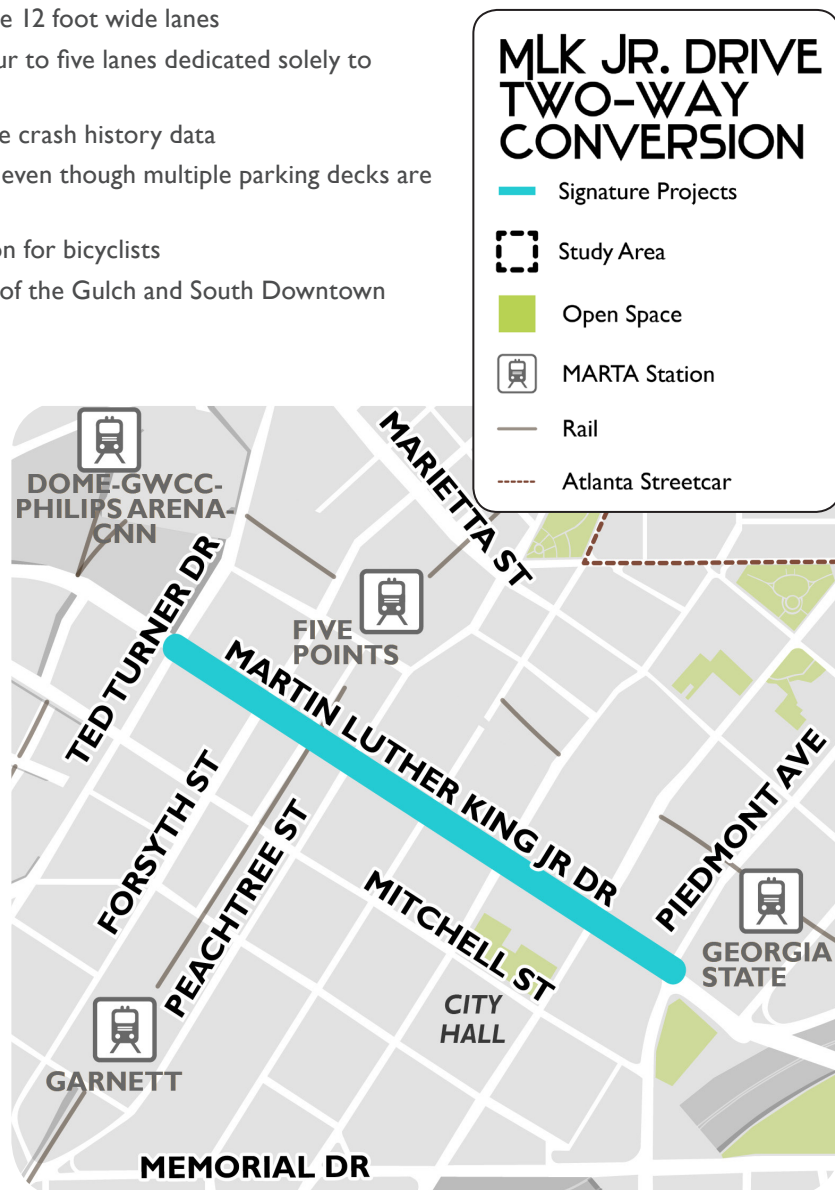 e 12 foot wide lanes
ur to five lanes dedicated solely to
e crash history data
even though multiple parking decks are
on for bicyclists
of the Gulch and South Downtown
MLK JR. DRIVE
TWO-WAY
CONVERSION
Signature Projects
Study Area
Open Space
MARTA Station
Rail
Atlanta Streetcar
DOME-GWCC-
PHILIPS ARENA-
CNN
MARIETTA ST
TED TURNER DR
FIVE
POINTS
MARTIN LUTHER KING JR DR
FORSYTH ST
PEACHTREE ST
MITCHELL ST
PIEDMONT AVE
GEORGIA
STATE
CITY
HALL
GARNETT
MEMORIAL DR